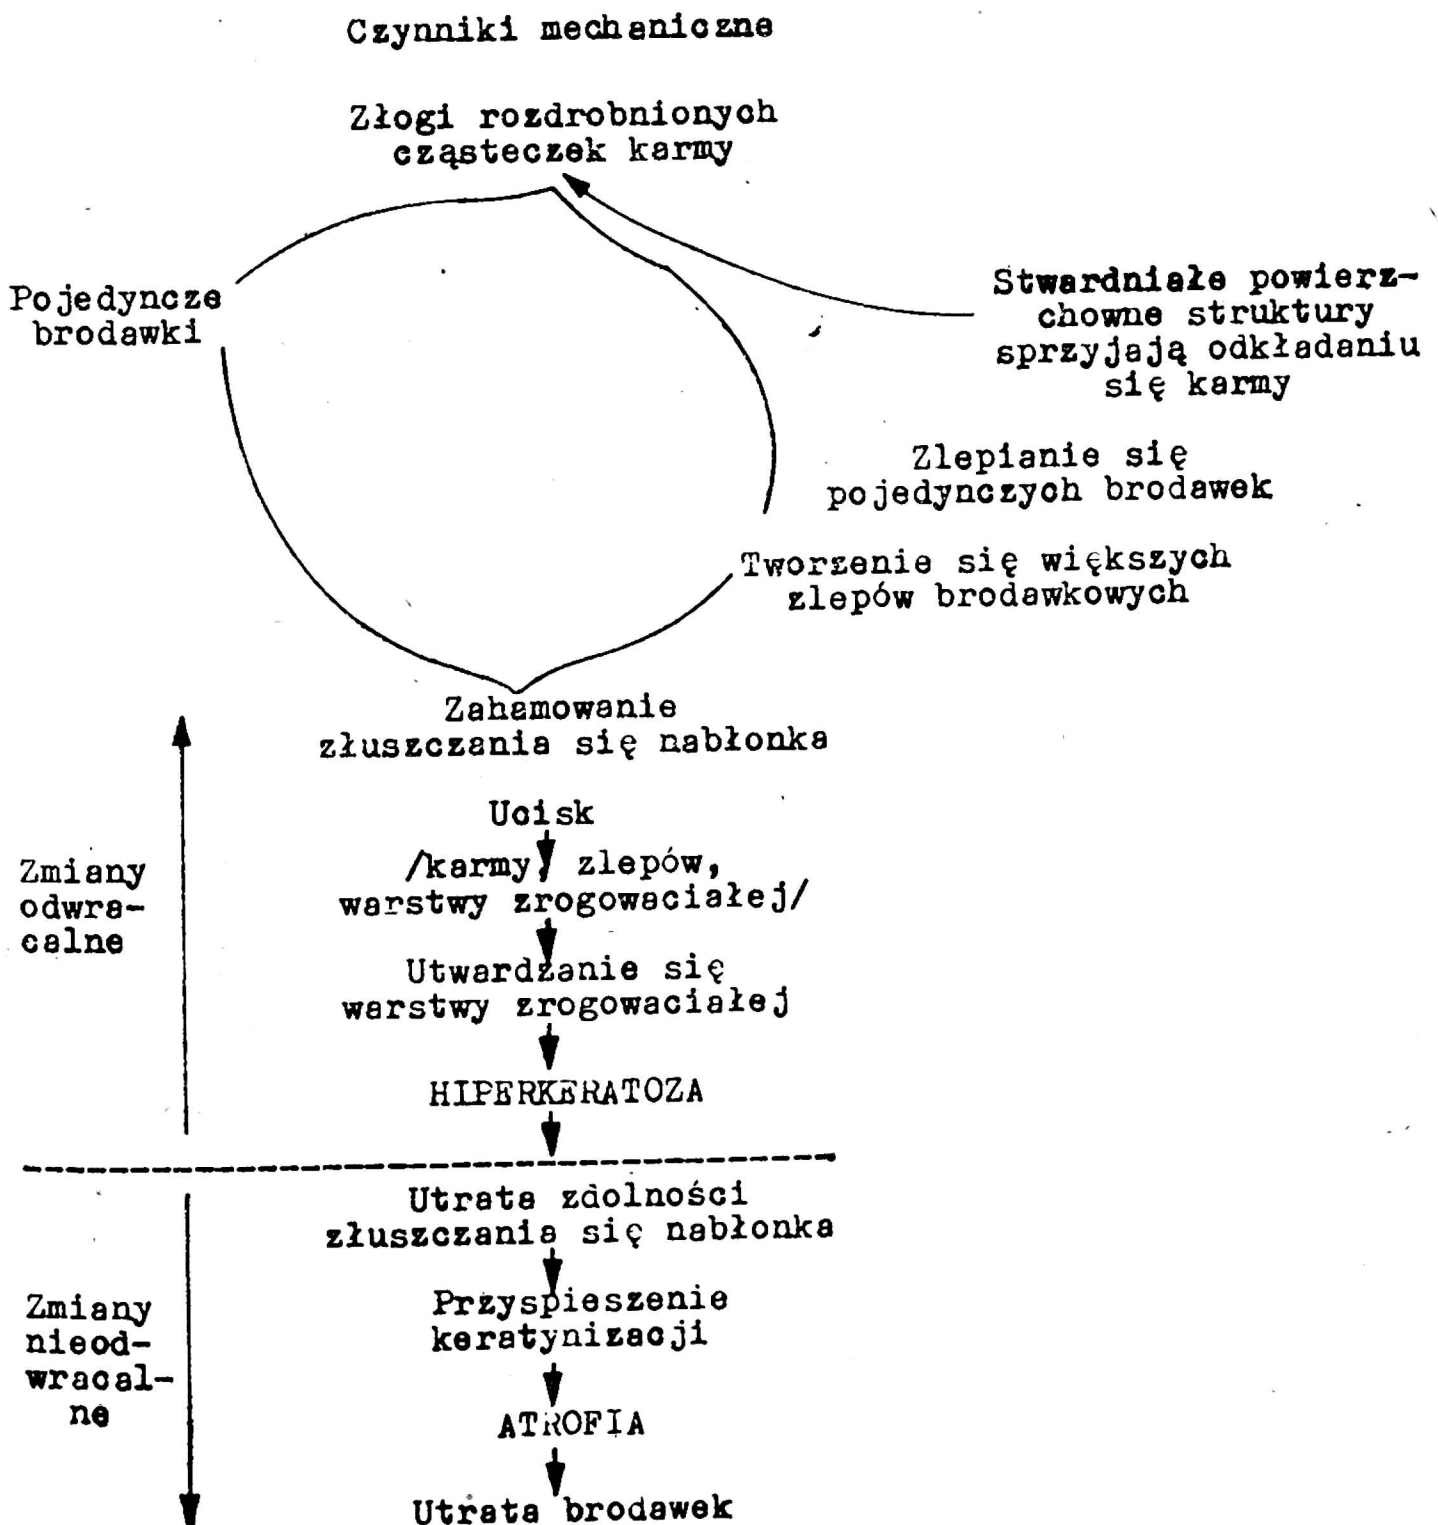 Czynniki mechaniczne
Złogi rozdrobnionych
cząsteczek karmy
Pojedyncze
brodawki
Stwardniałe powierz-
chowne struktury
sprzyjają odkładaniu
się karmy
Zlepianie się
pojedynczych brodawek
Tworzenie się większych
zlepów brodawkowych
Zahamowanie
złuszczania się nabłonka
Ucisk
/karmy, zlepów,
warstwy zrogowaciałej/
Utwardzanie się
warstwy zrogowaciałej
HIPERKERATOZA
Zmiany
odwra-
calne
Utrata zdolności
złuszczania się nabłonka
Przyspieszenie
keratynizacji
ATROFIA
Utrata brodawek
Zmiany
nieod-
wracal-
ne